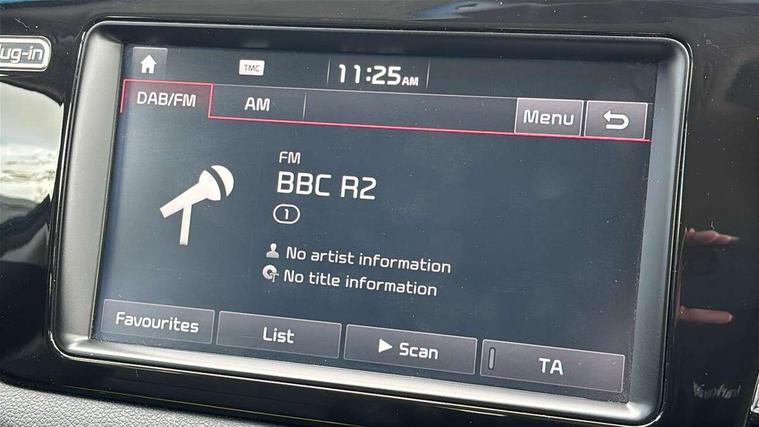 ug-in
TMC
11:25AM
DAB/FM
AM
Menu
FM
BBC R2
1
No artist information
No title information
Favourites
List
Scan
TA